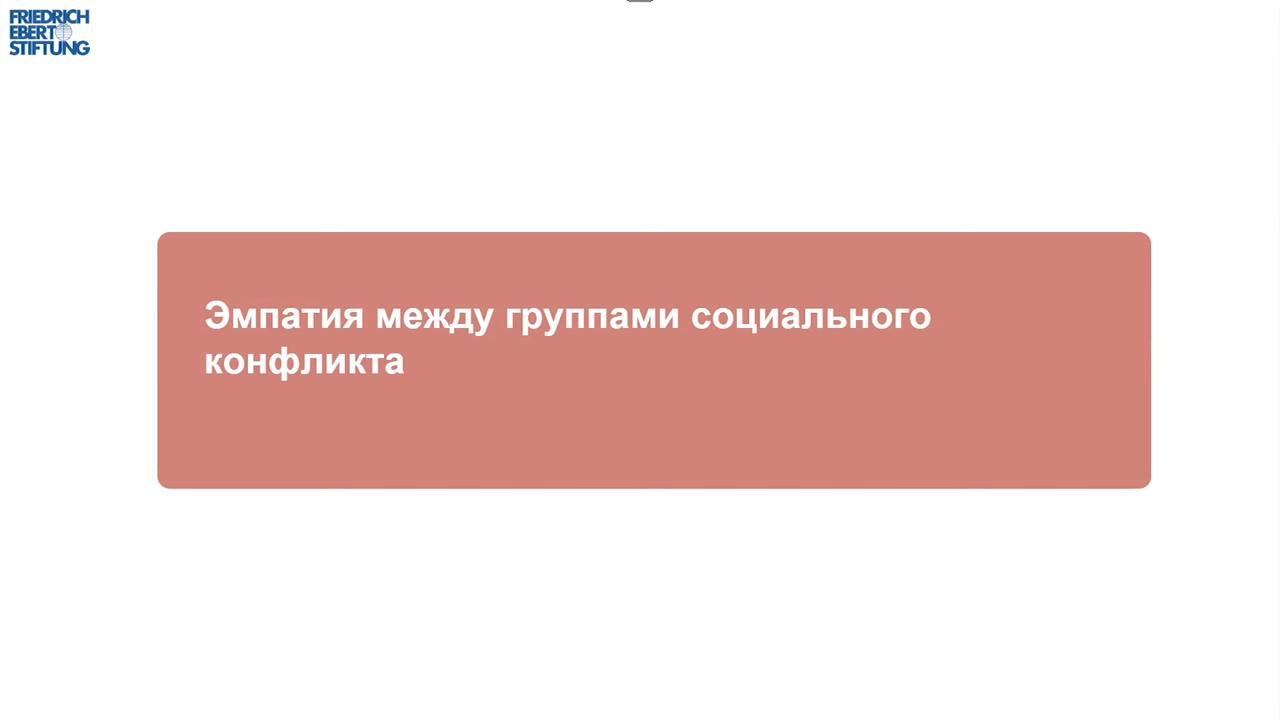 FRIEDRICH
EBERT
STIFTUNG
Эмпатия между группами социального
конфликта